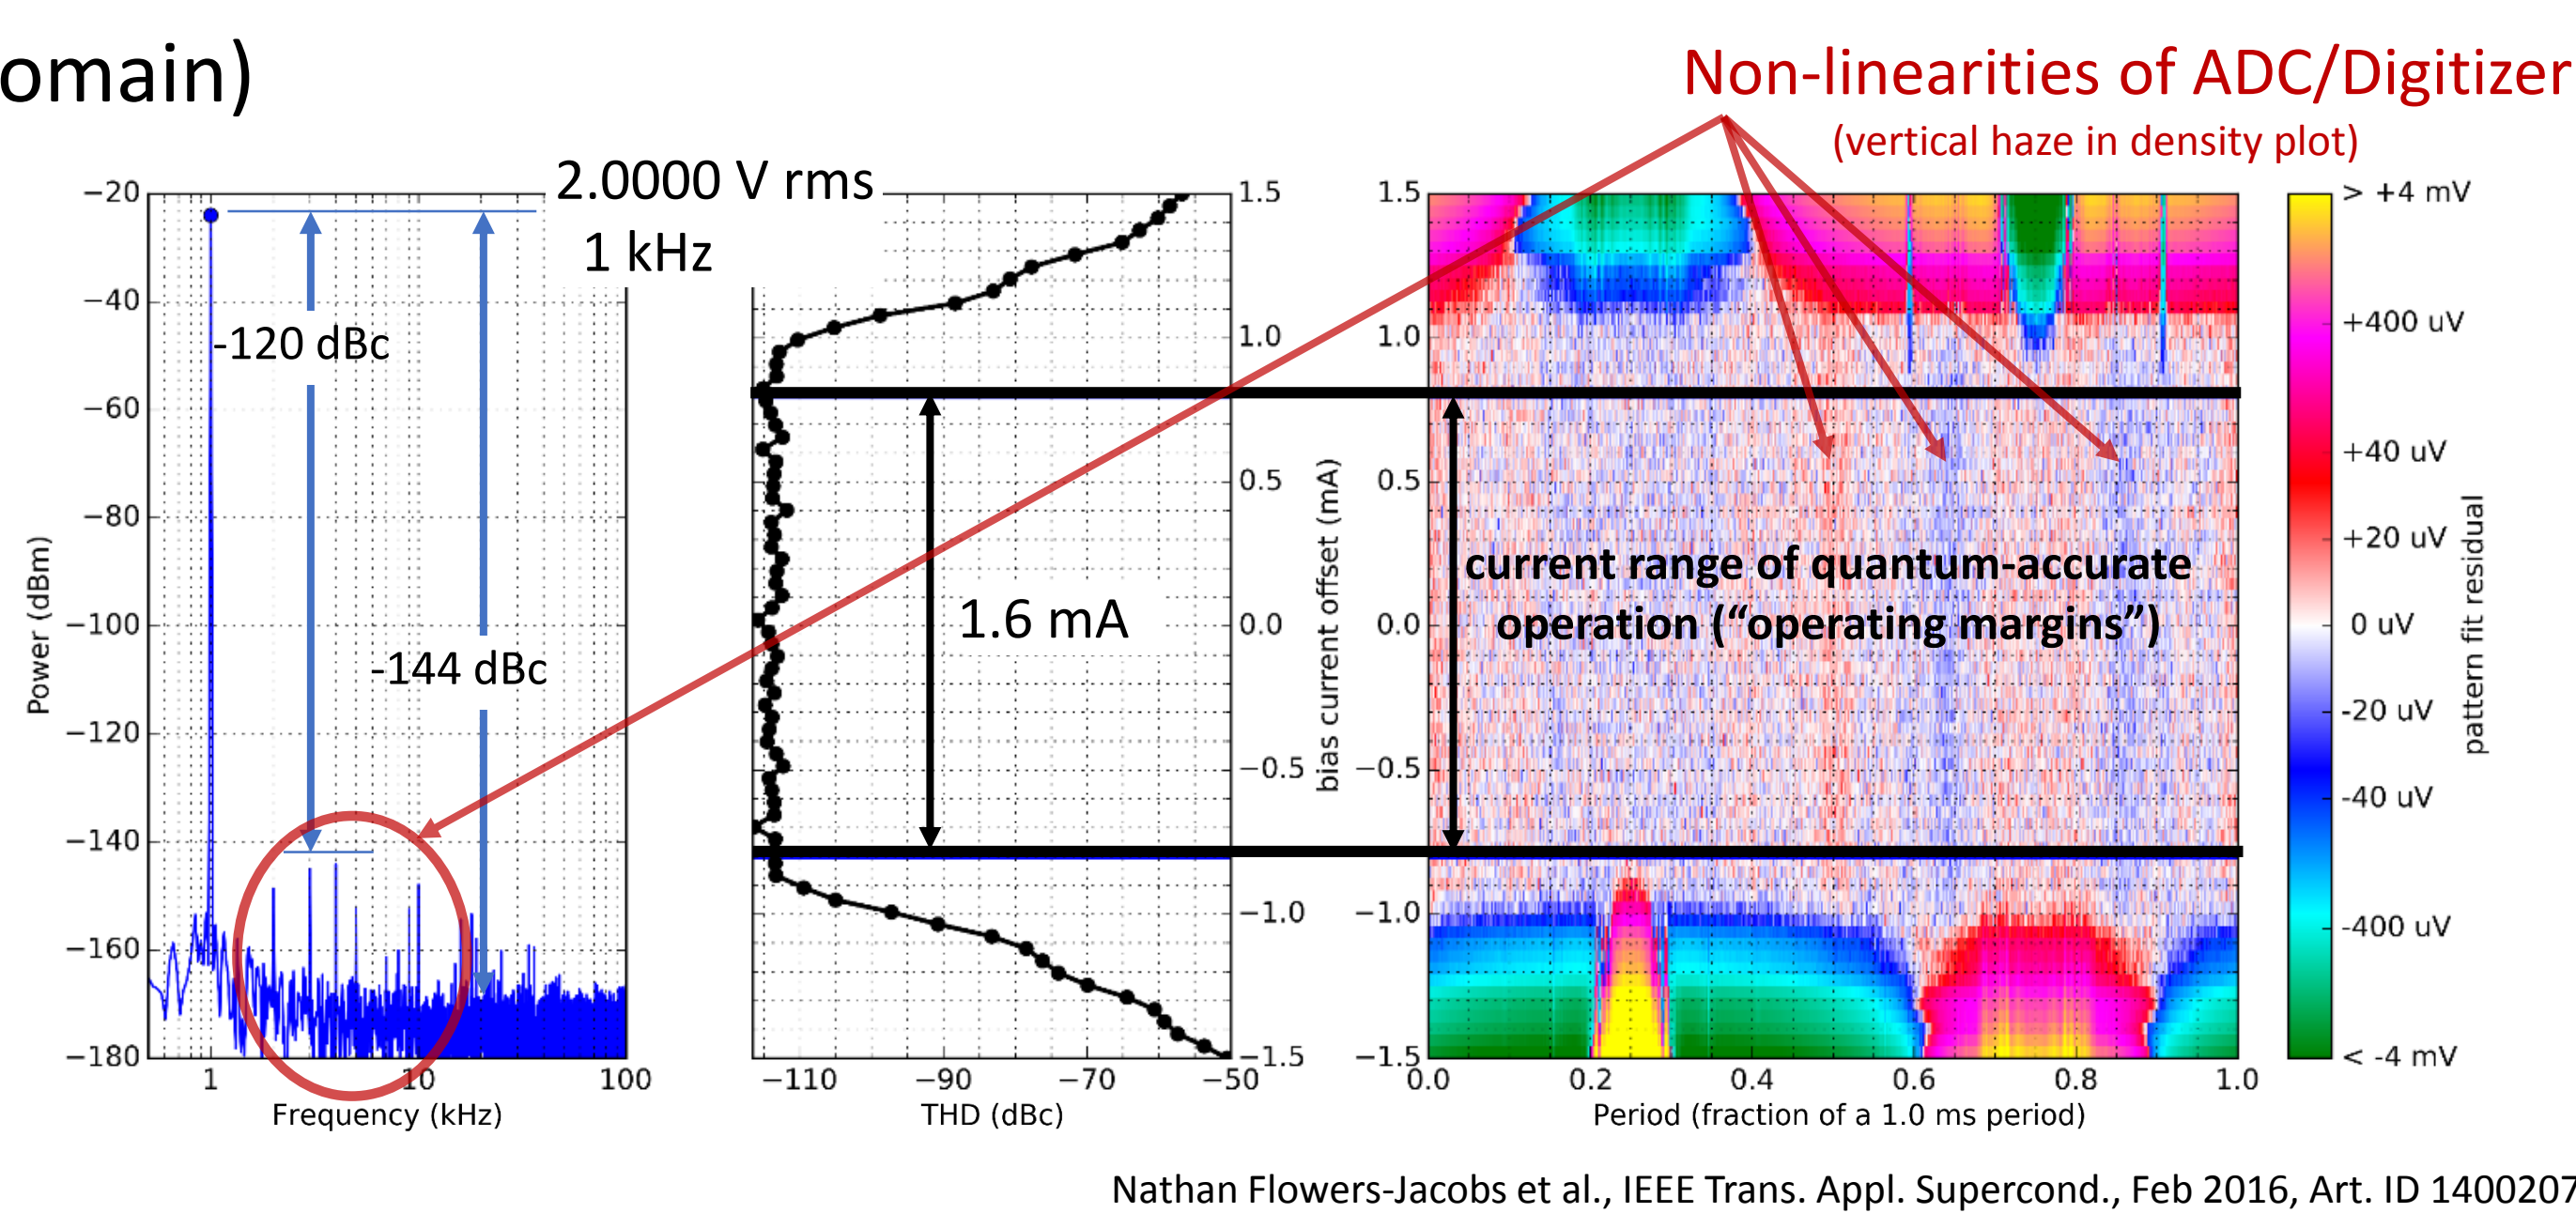 omain)
Non-linearities of ADC/Digitizer
(vertical haze in density plot)
2.0000 V rms
1 kHz
-120 dBc
-144 dBc
Power (dBm)
−20
−40
−60
−80
−100
−120
−140
−160
−180
1
10
100
Frequency (kHz)
1.6 mA
−110
−90
−70
−50
THD (dBc)
1.5
1.0
0.5
0.0
−0.5
−1.0
−1.5
bias current offset (mA)
1.5
1.0
0.5
0.0
−0.5
−1.0
−1.5
current range of quantum-accurate
operation (“operating margins”)
0.0
0.2
0.4
0.6
0.8
1.0
Period (fraction of a 1.0 ms period)
> +4 mV
+400 uV
+40 uV
+20 uV
0 uV
-20 uV
-40 uV
-400 uV
< -4 mV
pattern fit residual
Nathan Flowers-Jacobs et al., IEEE Trans. Appl. Supercond., Feb 2016, Art. ID 1400207